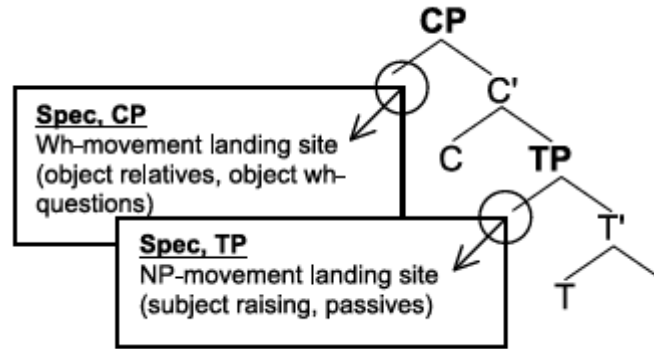 CP
C'
Spec, CP
Wh-movement landing site
(object relatives, object wh-
questions)
C
TP
Spec, TP
NP-movement landing site
(subject raising, passives)
T'
T